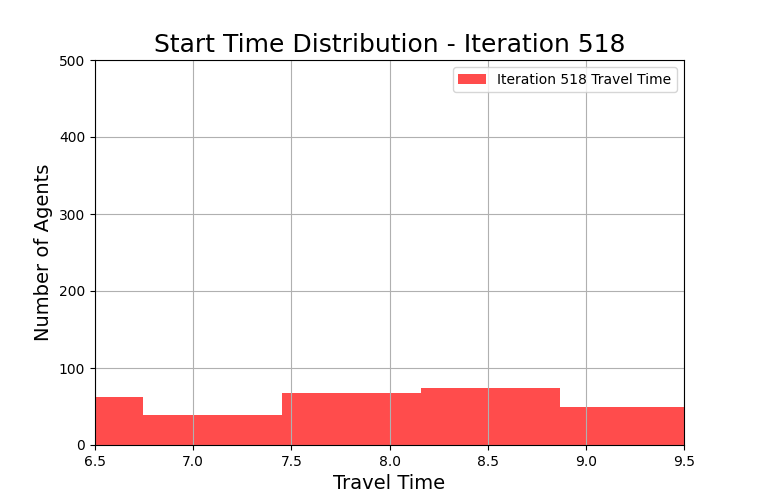 Start Time Distribution - Iteration 518
Iteration 518 Travel Time
Number of Agents
500
400
300
200
100
0
6.5 7.0 7.5 8.0 8.5 9.0 9.5
Travel Time